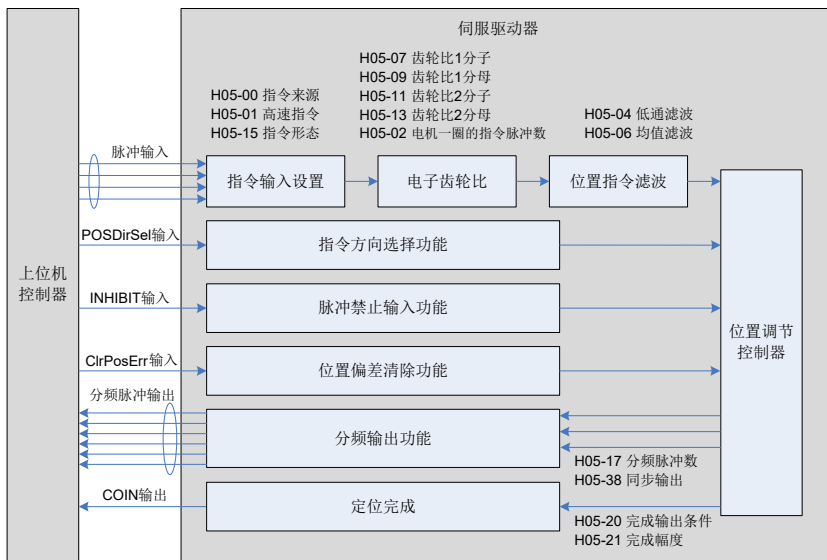 伺服驱动器
H05-07 齿轮比1分子
H05-09 齿轮比1分母
H05-11 齿轮比2分子
H05-13 齿轮比2分母
H05-02 电机一圈的指令脉冲数
H05-00 指令来源
H05-01 高速指令
H05-15 指令形态
H05-04 低通滤波
H05-06 均值滤波
脉冲输入
指令输入设置
电子齿轮比
位置指令滤波
POSDirSel输入
指令方向选择功能
上位机
控制器
INHIBIT输入
脉冲禁止输入功能
位置调节
控制器
ClrPosErr输入
位置偏差清除功能
分频脉冲输出
分频输出功能
H05-17 分频脉冲数
H05-38 同步输出
COIN输出
定位完成
H05-20 完成输出条件
H05-21 完成幅度